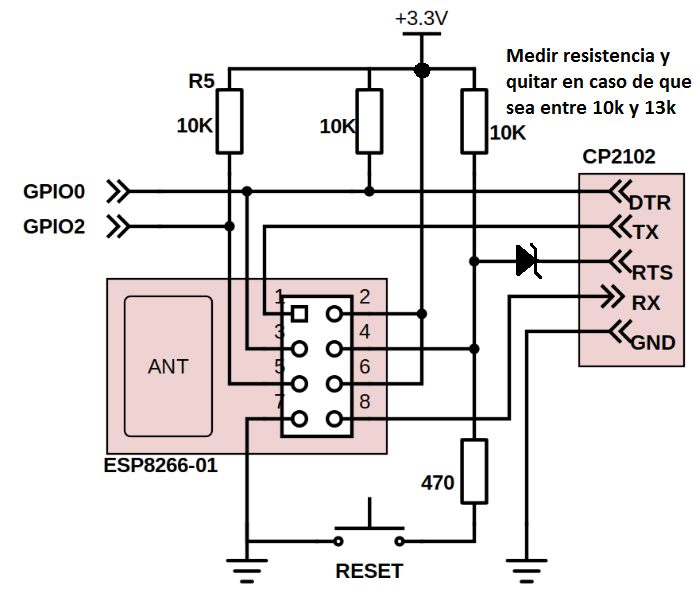 +3.3V
Medir resistencia y
quitar en caso de que
sea entre 10k y 13k
R5
10K
10K
10K
CP2102
GPIO0
DTR
GPIO2
TX
RTS
RX
GND
1 2
3 4
5 6
7 8
ANT
ESP8266-01
470
RESET